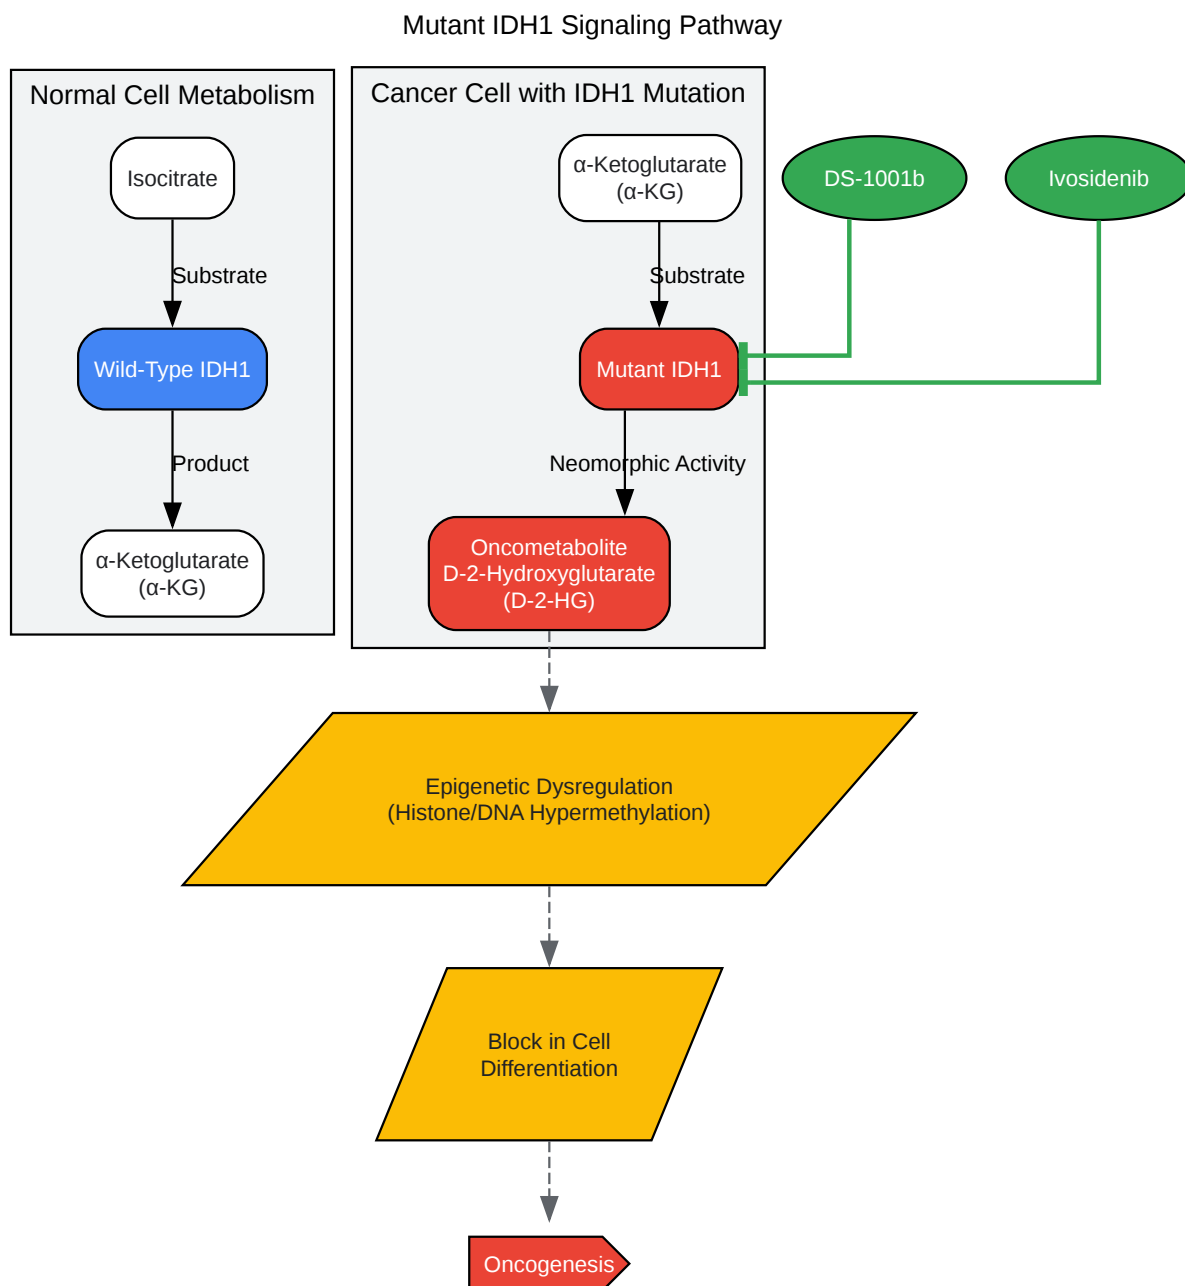 Mutant IDH1 Signaling Pathway
Normal Cell Metabolism
Isocitrate
Substrate
Wild-Type IDH1
Product
α-Ketoglutarate
(α-KG)
Cancer Cell with IDH1 Mutation
α-Ketoglutarate
(α-KG)
Substrate
Mutant IDH1
Neomorphic Activity
Oncometabolite
D-2-Hydroxyglutarate
(D-2-HG)
DS-1001b
Ivosidenib
Epigenetic Dysregulation
(Histone/DNA Hypermethylation)
Block in Cell
Differentiation
Oncogenesis